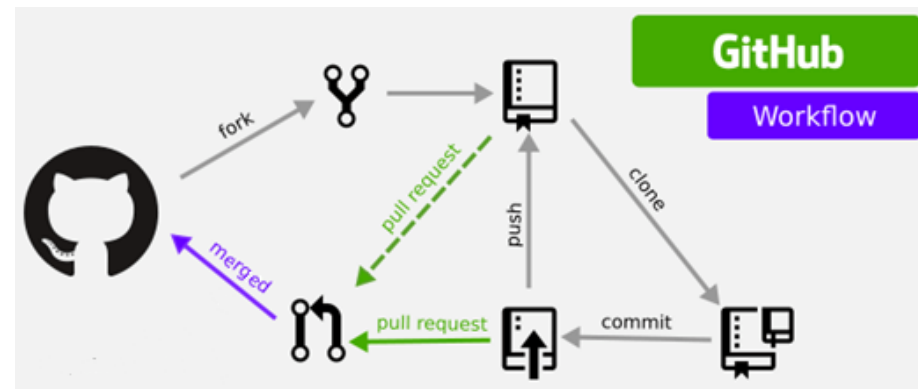 GitHub
Workflow
fork
pull request
clone
push
merged
pull request
commit